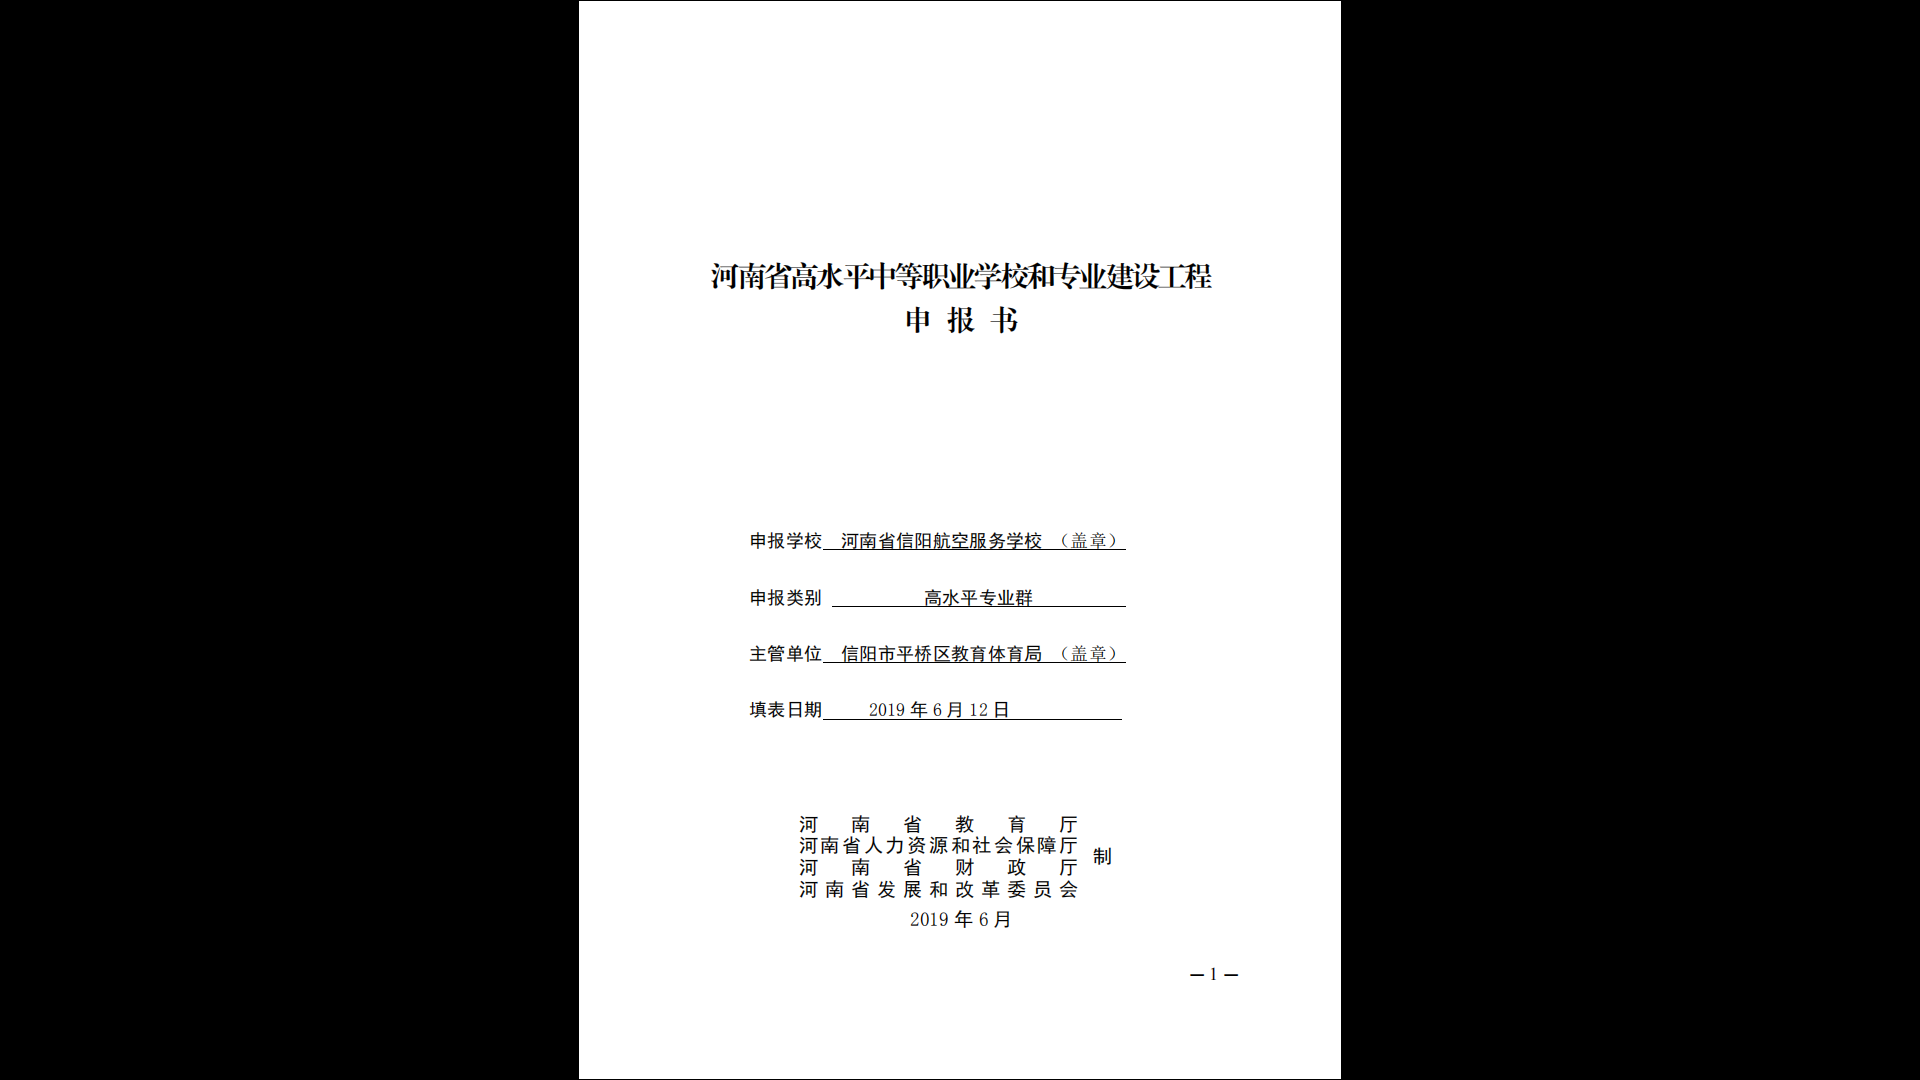 河南省高水平中等职业学校和专业建设工程
申 报 书
申报学校 河南省信阳航空服务学校 （盖章）
申报类别 高水平专业群
主管单位 信阳市平桥区教育体育局 （盖章）
填表日期 2019 年 6 月 12 日
河 南 省 教 育 厅
河南省人力资源和社会保障厅
河 南 省 财 政 厅
河南省发展和改革委员会
制
2019 年 6 月
— 1 —